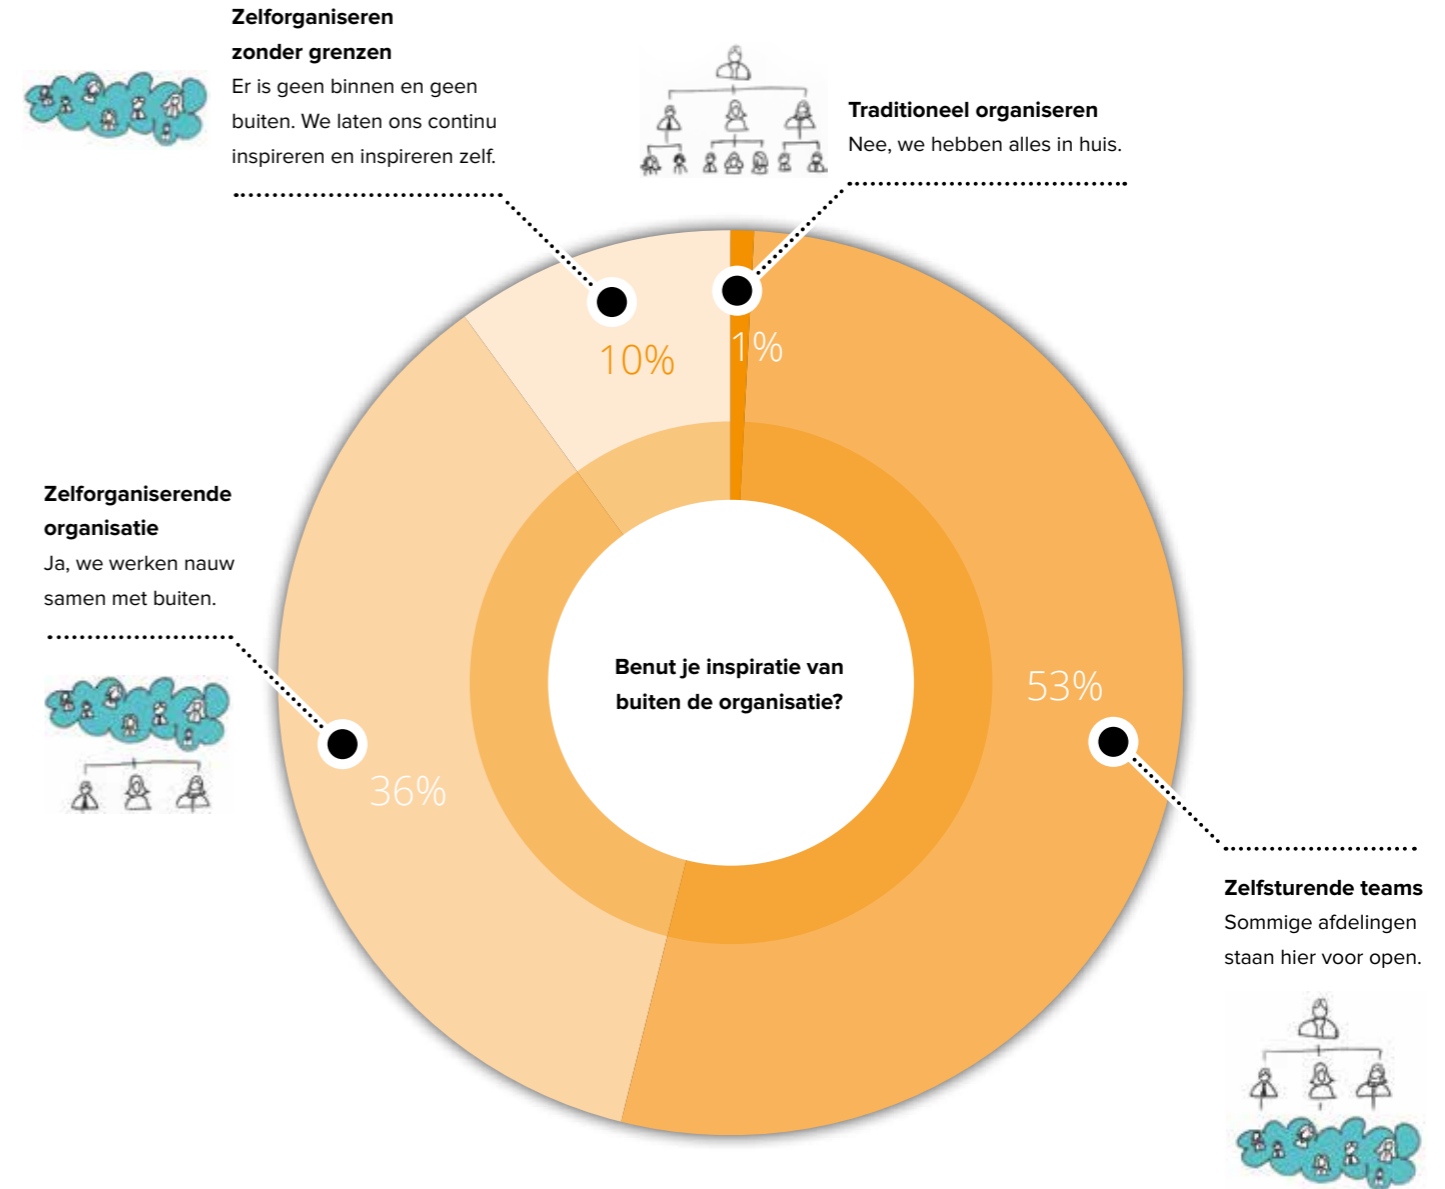 Zelforganiseren
zonder grenzen
Er is geen binnen en geen
buiten. We laten ons continu
inspireren en inspireren zelf.
Traditioneel organiseren
Nee, we hebben alles in huis.
10%
1%
Zelforganiserende
organisatie
Ja, we werken nauw
samen met buiten.
36%
Benut je inspiratie van
buiten de organisatie?
53%
Zelfsturende teams
Sommige afdelingen
staan hier voor open.